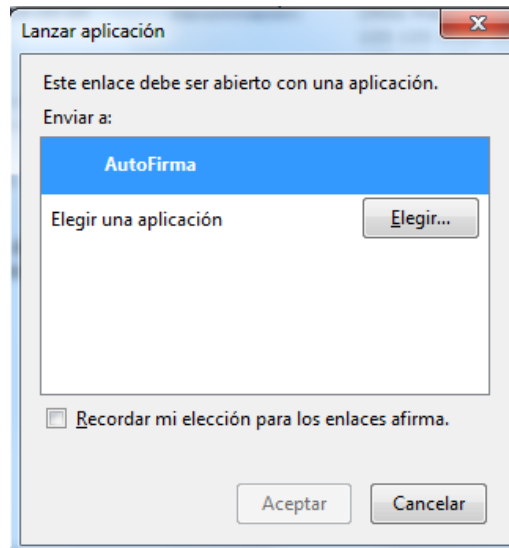 Lanzar aplicación
Este enlace debe ser abierto con una aplicación.
Enviar a:
AutoFirma
Elegir una aplicación
Elegir...
Recordar mi elección para los enlaces afirma.
Aceptar
Cancelar